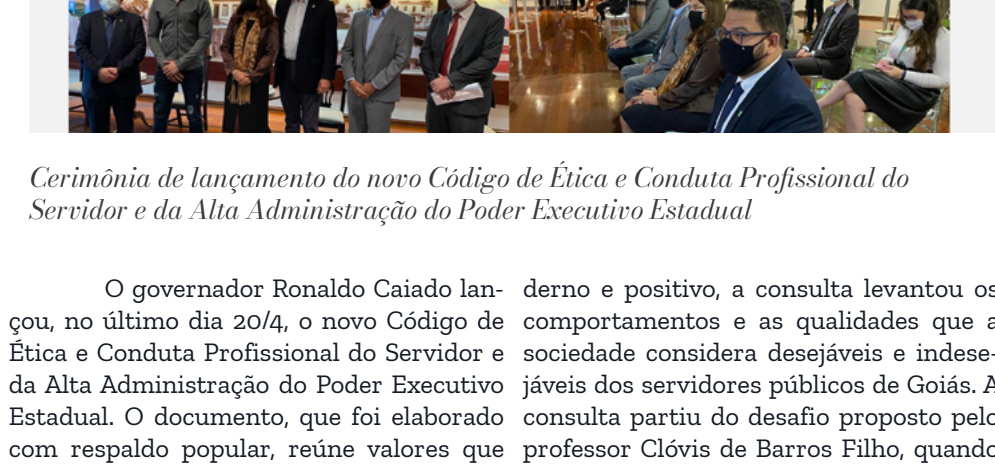 Cerimônia de lançamento do novo Código de Ética e Conduta Profissional do
Servidor e da Alta Administração do Poder Executivo Estadual
O governador Ronaldo Caiado lan-
çou, no último dia 20/4, o novo Código de
Ética e Conduta Profissional do Servidor e
da Alta Administração do Poder Executivo
Estadual. O documento, que foi elaborado
com respaldo popular, reúne valores que
derno e positivo, a consulta levantou os
comportamentos e as qualidades que a
sociedade considera desejáveis e indese-
jáveis dos servidores públicos de Goiás. A
consulta partiu do desafio proposto pelo
professor Clóvis de Barros Filho, quando